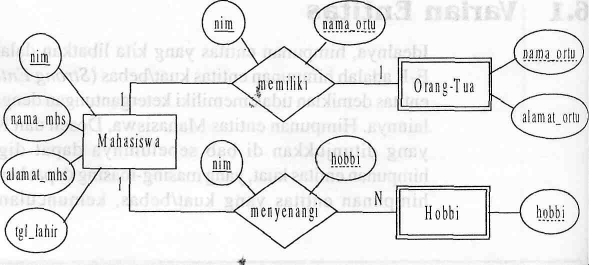 6.1 Varian Entitas
nim
nama_ortu
nim
nama_ortu
memiliki
1
1
Orang-Tua
nama_mhs
Mahasiswa
alamat_ortu
alamat_mhs
nim
hobbi
1
menyenangi
N
Hobbi
hobbi
tgl_lahir